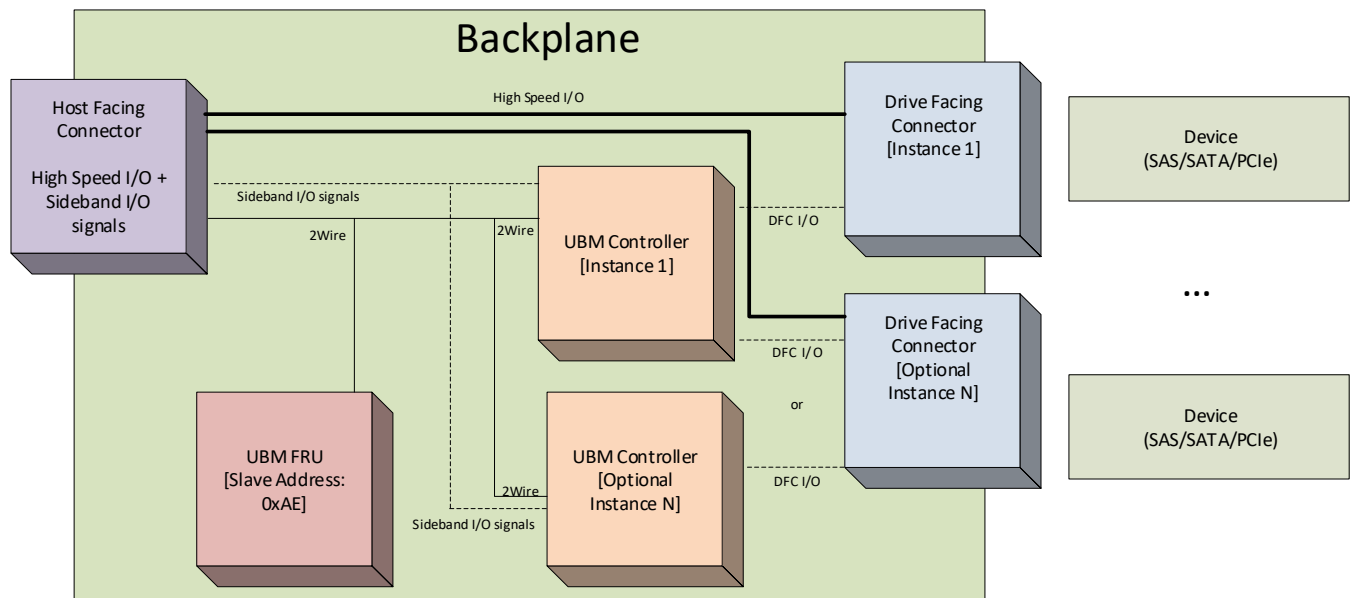 Backplane
Host Facing
Connector
High Speed I/O +
Sideband I/O
signals
High Speed I/O
Drive Facing
Connector
[Instance 1]
Device
(SAS/SATA/PCIe)
Sideband I/O signals
2Wire
2Wire
UBM Controller
[Instance 1]
DFC I/O
...
Drive Facing
Connector
[Optional
Instance N]
DFC I/O
or
DFC I/O
Device
(SAS/SATA/PCIe)
UBM FRU
[Slave Address:
0xAE]
2Wire
Sideband I/O signals
UBM Controller
[Optional
Instance N]